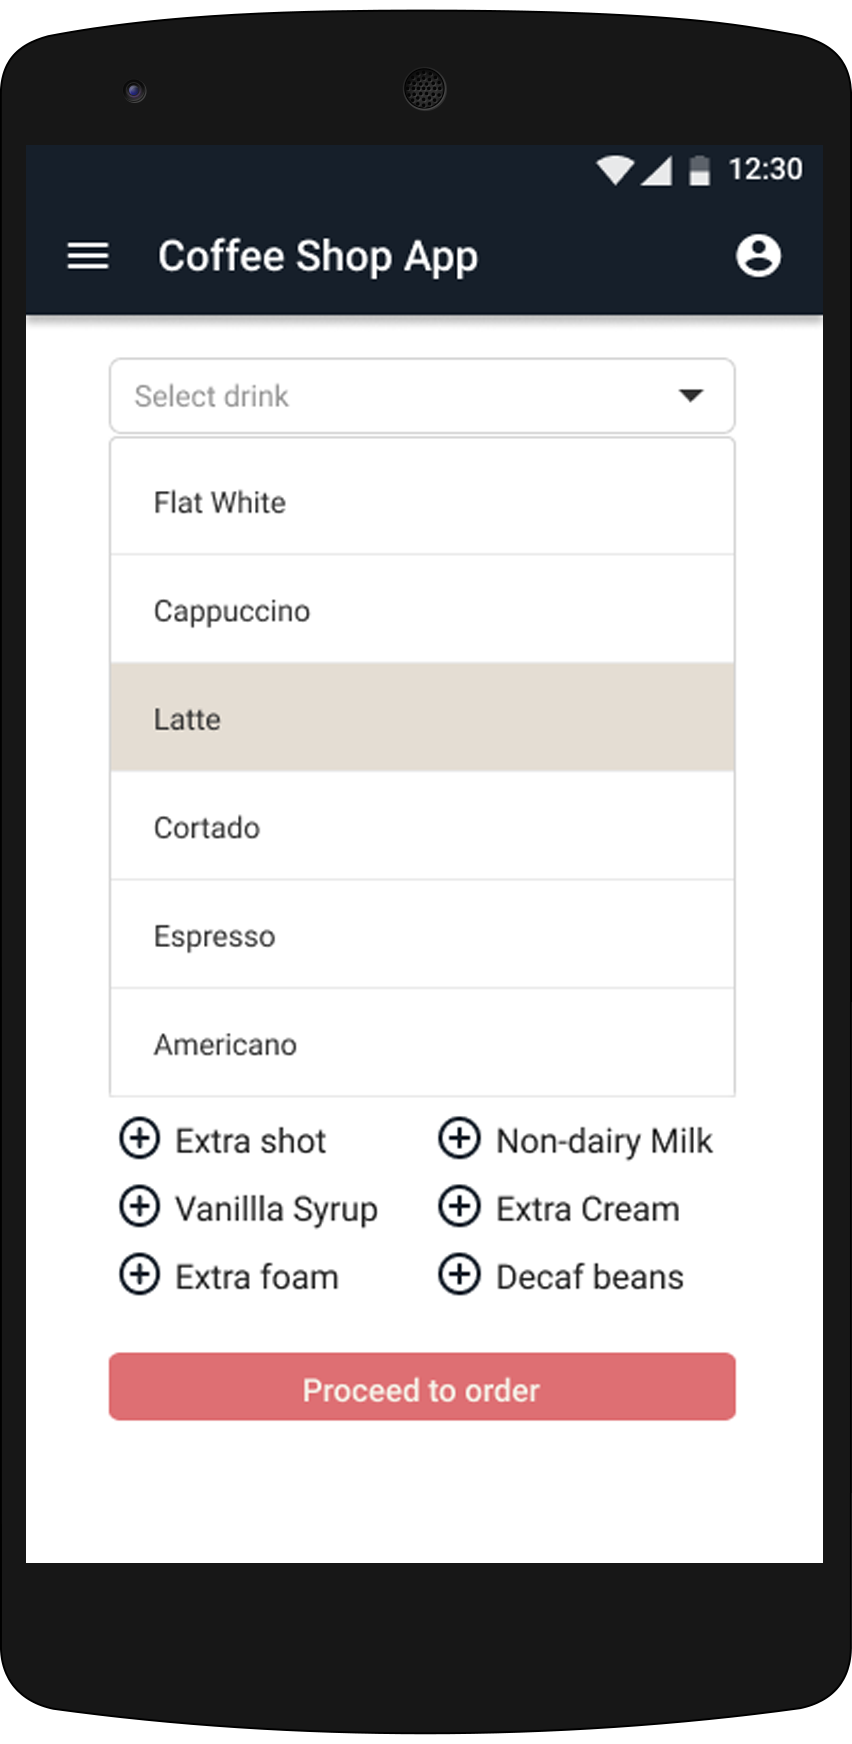 12:30
Coffee Shop App
Select drink
Flat White
Cappuccino
Latte
Cortado
Espresso
Americano
Extra shot Non-dairy Milk
Vanillla Syrup Extra Cream
Extra foam Decaf beans
Proceed to order